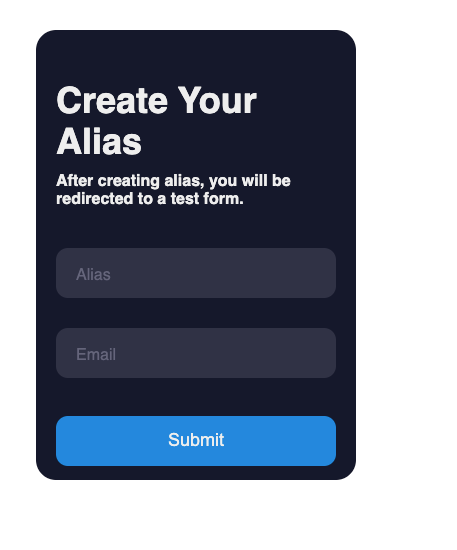 Create Your
Alias
After creating alias, you will be
redirected to a test form.
Alias
Email
Submit